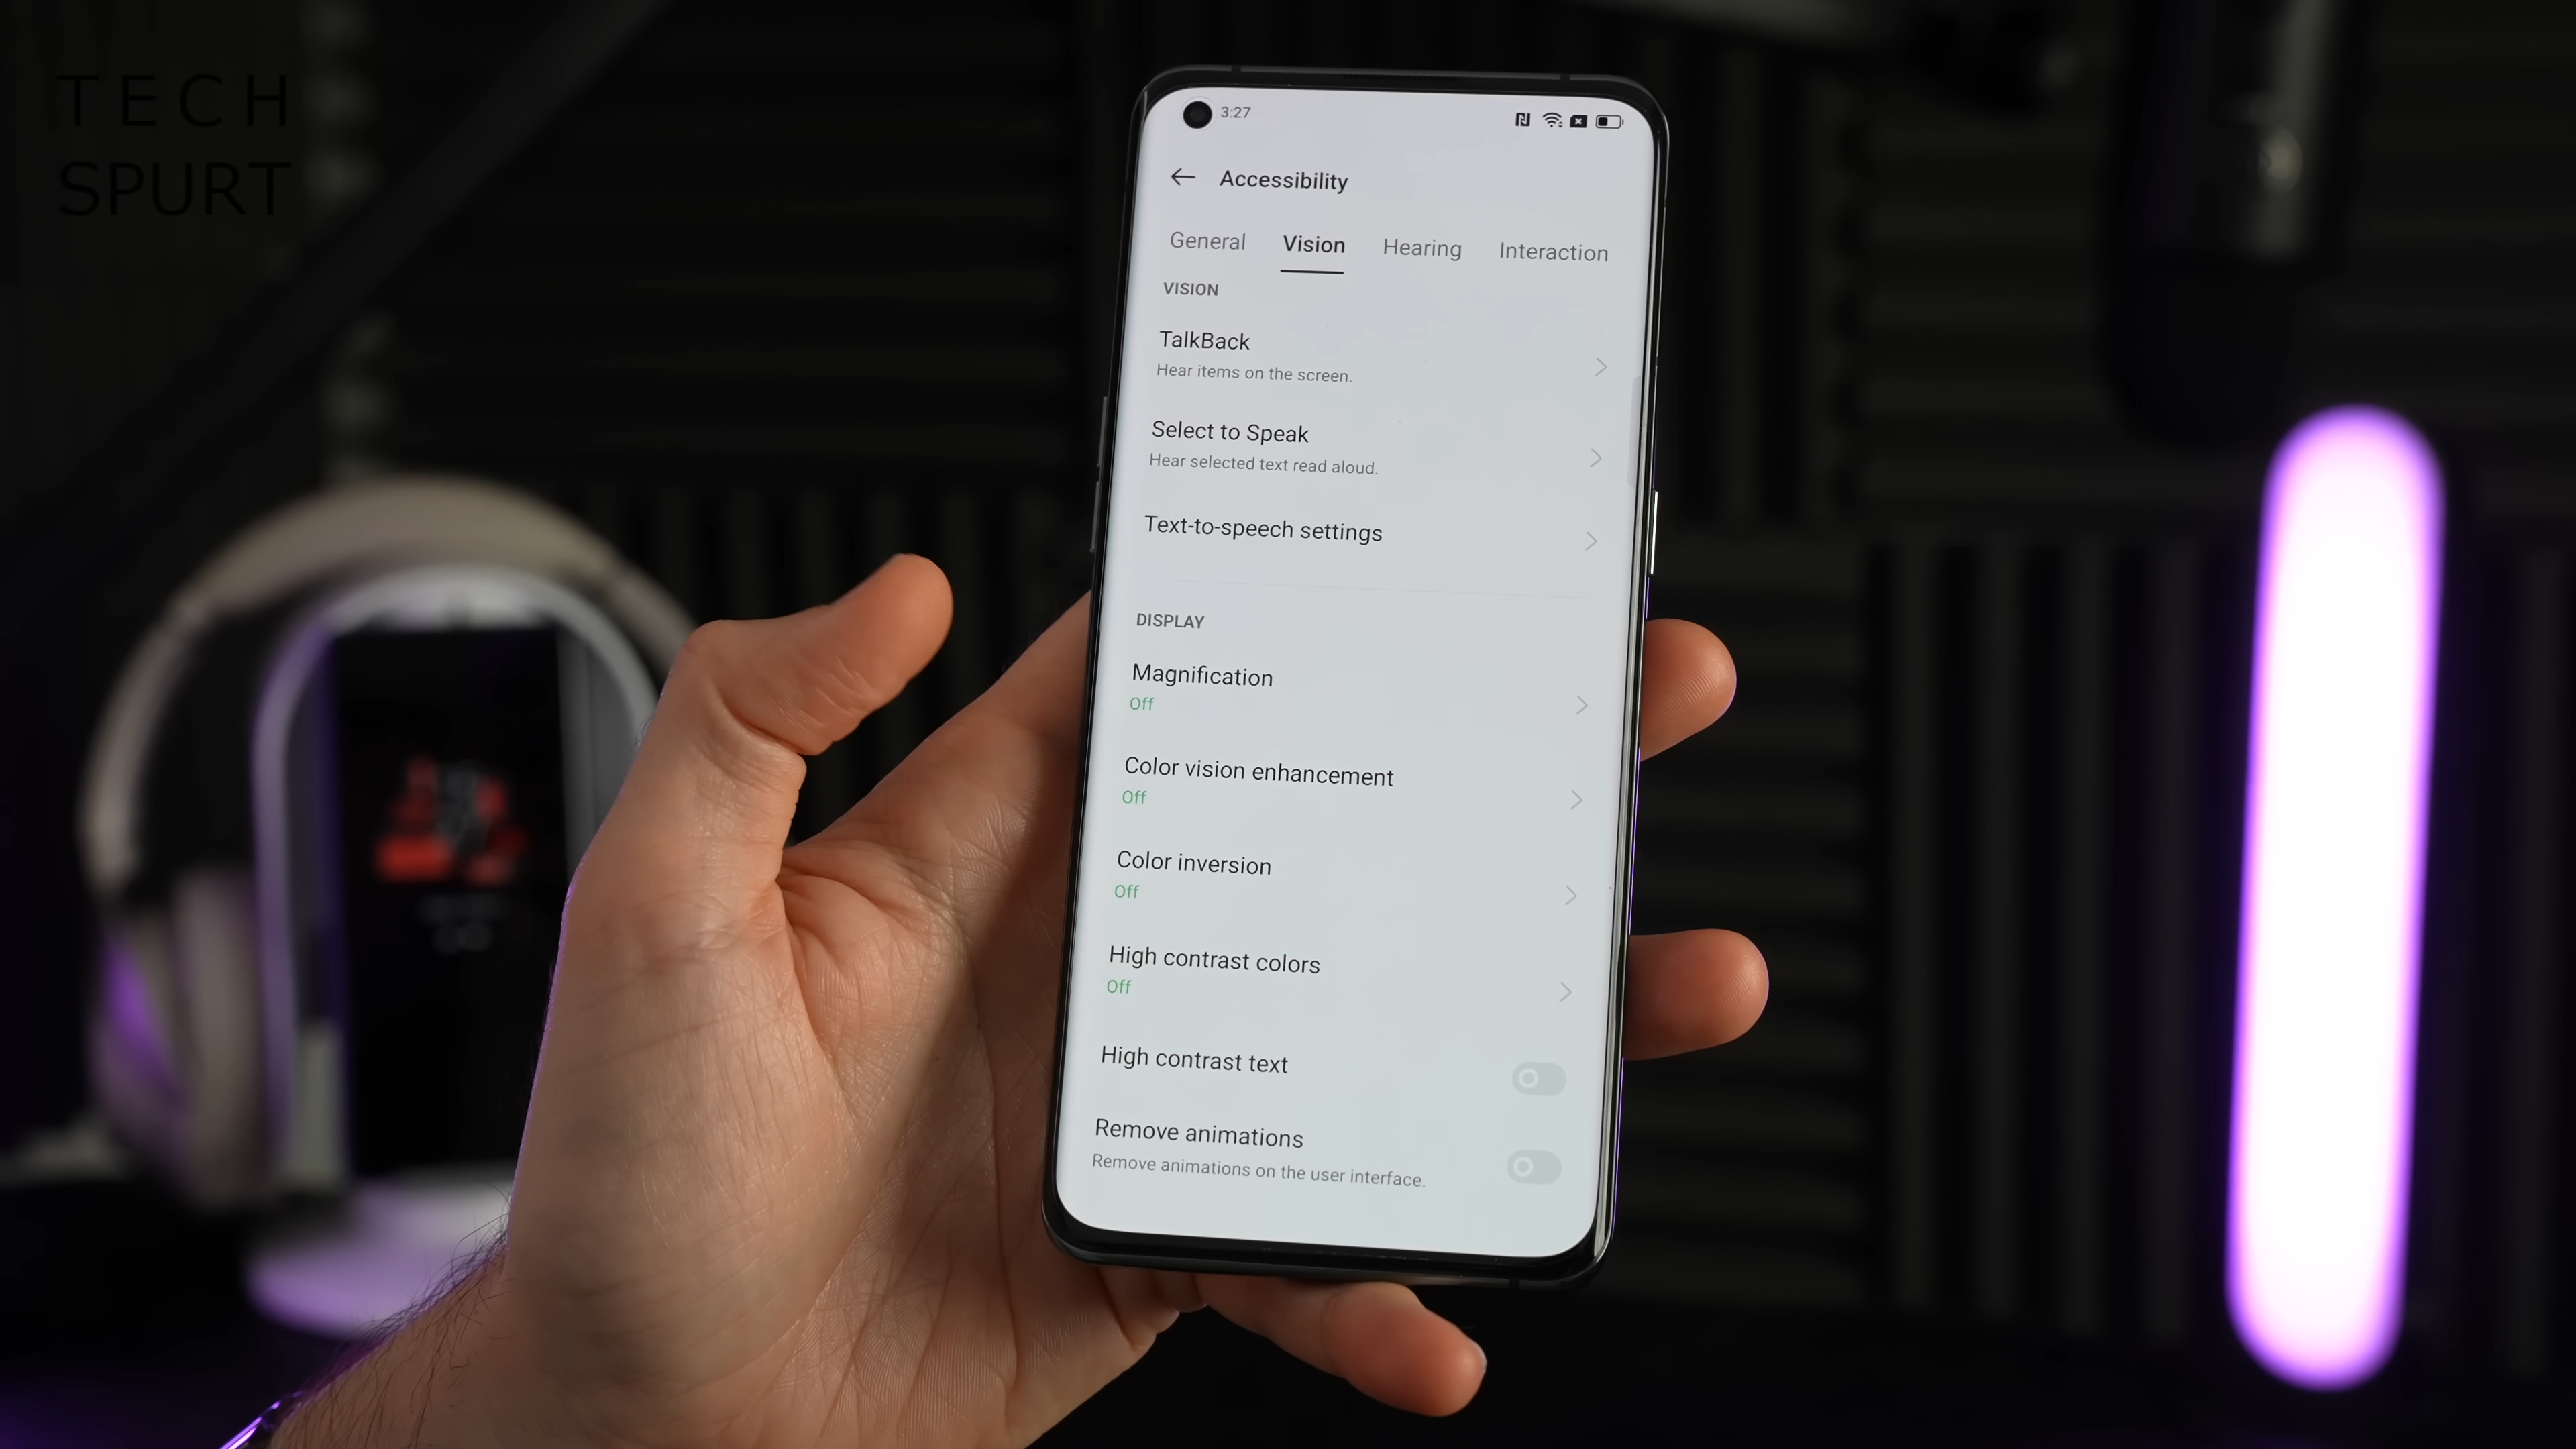 TECH
SPURT
3:27
Accessibility
General Vision Hearing Interaction
VISION
TalkBack
Hear items on the screen.
Select to Speak
Hear selected text read aloud.
Text-to-speech settings
DISPLAY
Magnification
Off
Color vision enhancement
Off
Color inversion
Off
High contrast colors
Off
High contrast text
Remove animations
Remove animations on the user interface.